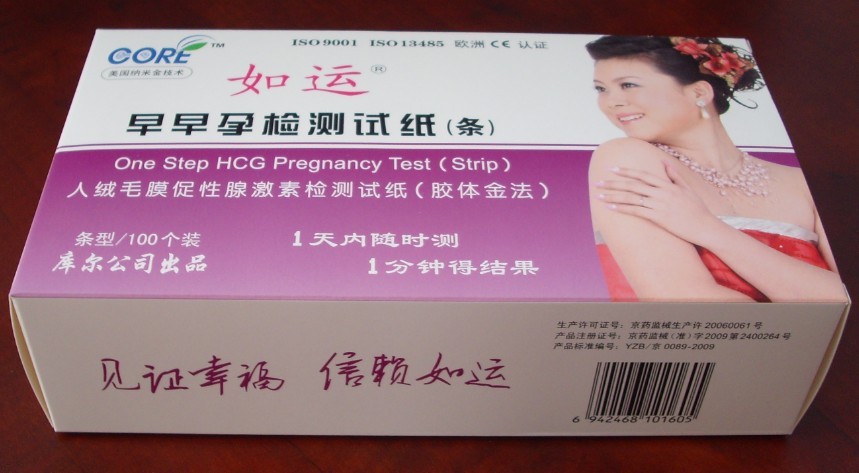 CORE™
美国纳米金技术
ISO9001 ISO13485 欧洲 CE 认证
如运®
早早孕检测试纸(条)
One Step HCG Pregnancy Test (Strip)
人绒毛膜促性腺激素检测试纸(胶体金法)
条型/100个装
1天内随时测
库尔公司出品
1分钟得结果
见证幸福 信赖如运
生产许可证号: 京药监械生产许 20060061号
产品注册证号: 京药监械(准)字2009第2400264号
产品标准编号: YZB/京 0089-2009
6 942468 101605